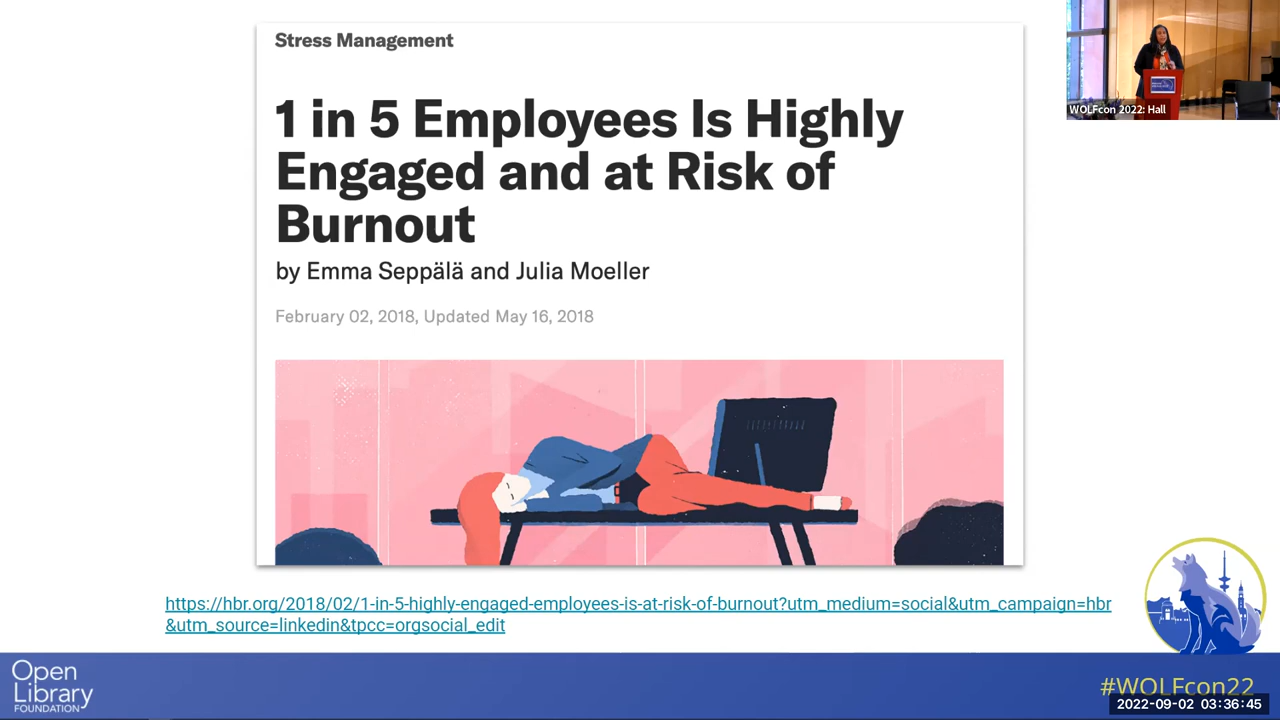 Stress Management
1 in 5 Employees Is Highly
Engaged and at Risk of
Burnout
by Emma Seppälä and Julia Moeller
February 02, 2018, Updated May 16, 2018
WOLFcon 2022: Hall
https://hbr.org/2018/02/1-in-5-highly-engaged-employees-is-at-risk-of-burnout?utm_medium=social&utm_campaign=hbr
&utm_source=linkedin&tpcc=orgsocial_edit
Open
Library
FOUNDATION
#WOLFcon22
2022-09-02 03:36:45